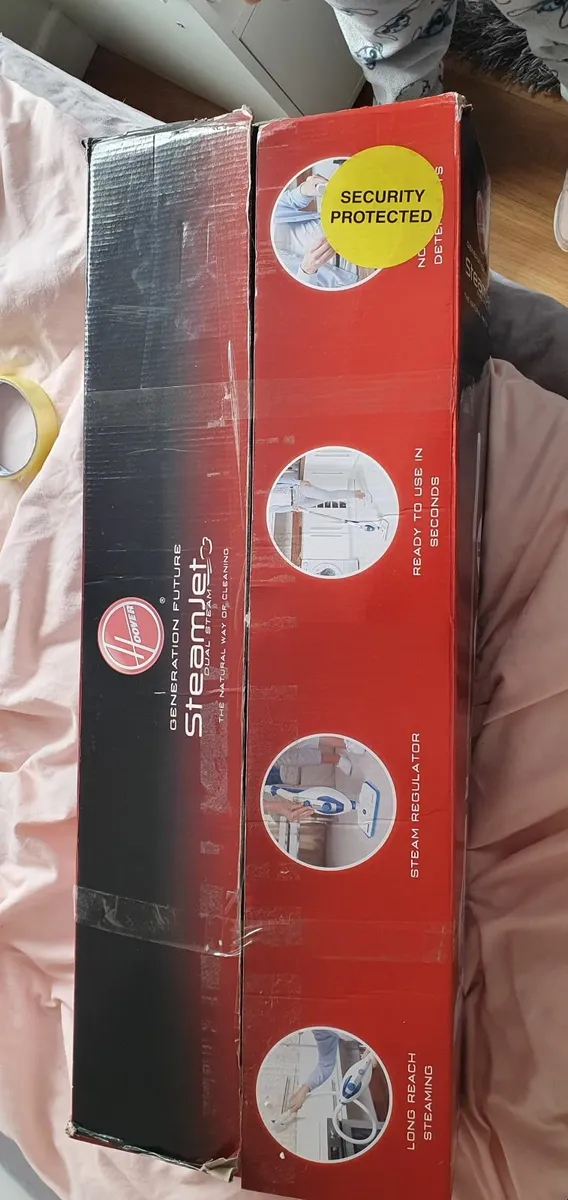 HOOVER
®
GENERATION FUTURE
SteamJet
DUAL STEAM
THE NATURAL WAY OF CLEANING
SECURITY
PROTECTED
READY TO USE IN
SECONDS
STEAM REGULATOR
LONG REACH
STEAMING